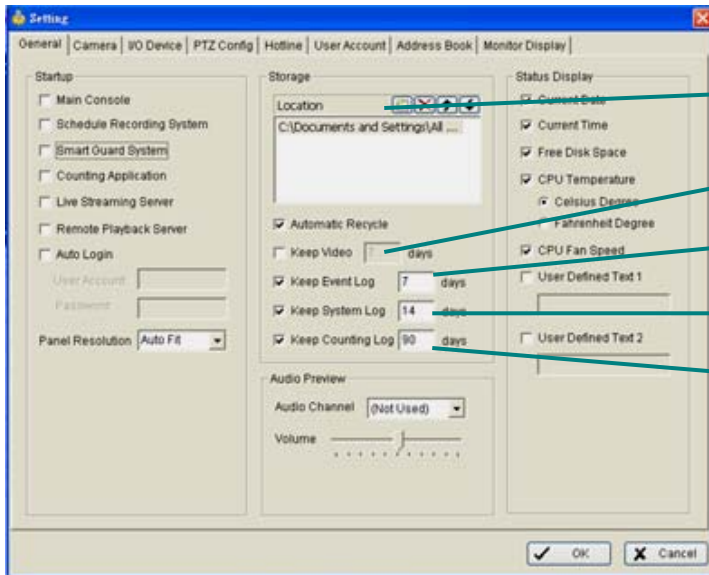 Setting
General Camera I/O Device PTZ Config Hotline User Account Address Book Monitor Display
Startup
Main Console
Schedule Recording System
Smart Guard System
Counting Application
Live Streaming Server
Remote Playback Server
Auto Login
User Account
Password
Panel Resolution Auto Fit
Storage
Location
C:\Documents and Settings\All ....
Automatic Recycle
Keep Video days
Keep Event Log 7 days
Keep System Log 14 days
Keep Counting Log 90 days
Audio Preview
Audio Channel (Not Used)
Volume
Status Display
Current Date
Current Time
Free Disk Space
CPU Temperature
Celsius Degree
Fahrenheit Degree
CPU Fan Speed
User Defined Text 1
User Defined Text 2
OK Cancel